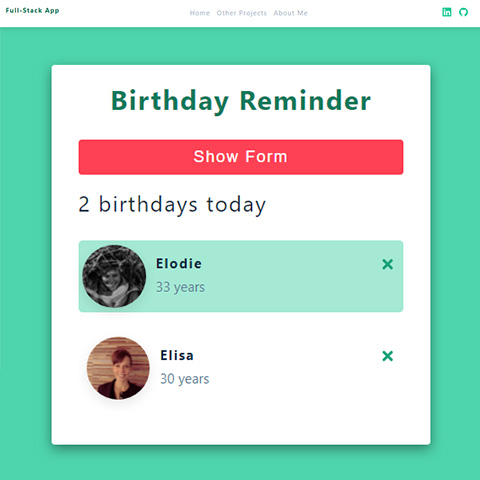 Full-Stack App
Home Other Projects About Me
Birthday Reminder
Show Form
2 birthdays today
Elodie
33 years
Elisa
30 years